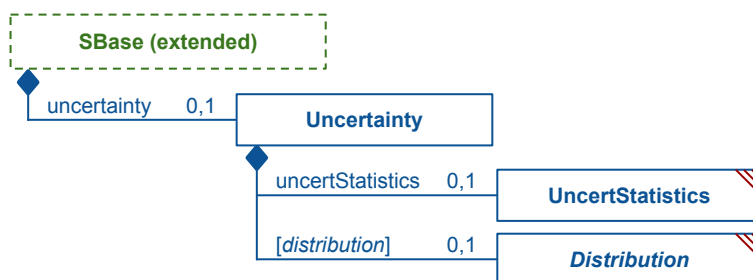 SBase (extended)
uncertainty 0,1
Uncertainty
uncertStatistics 0,1
UncertStatistics
[distribution] 0,1
Distribution